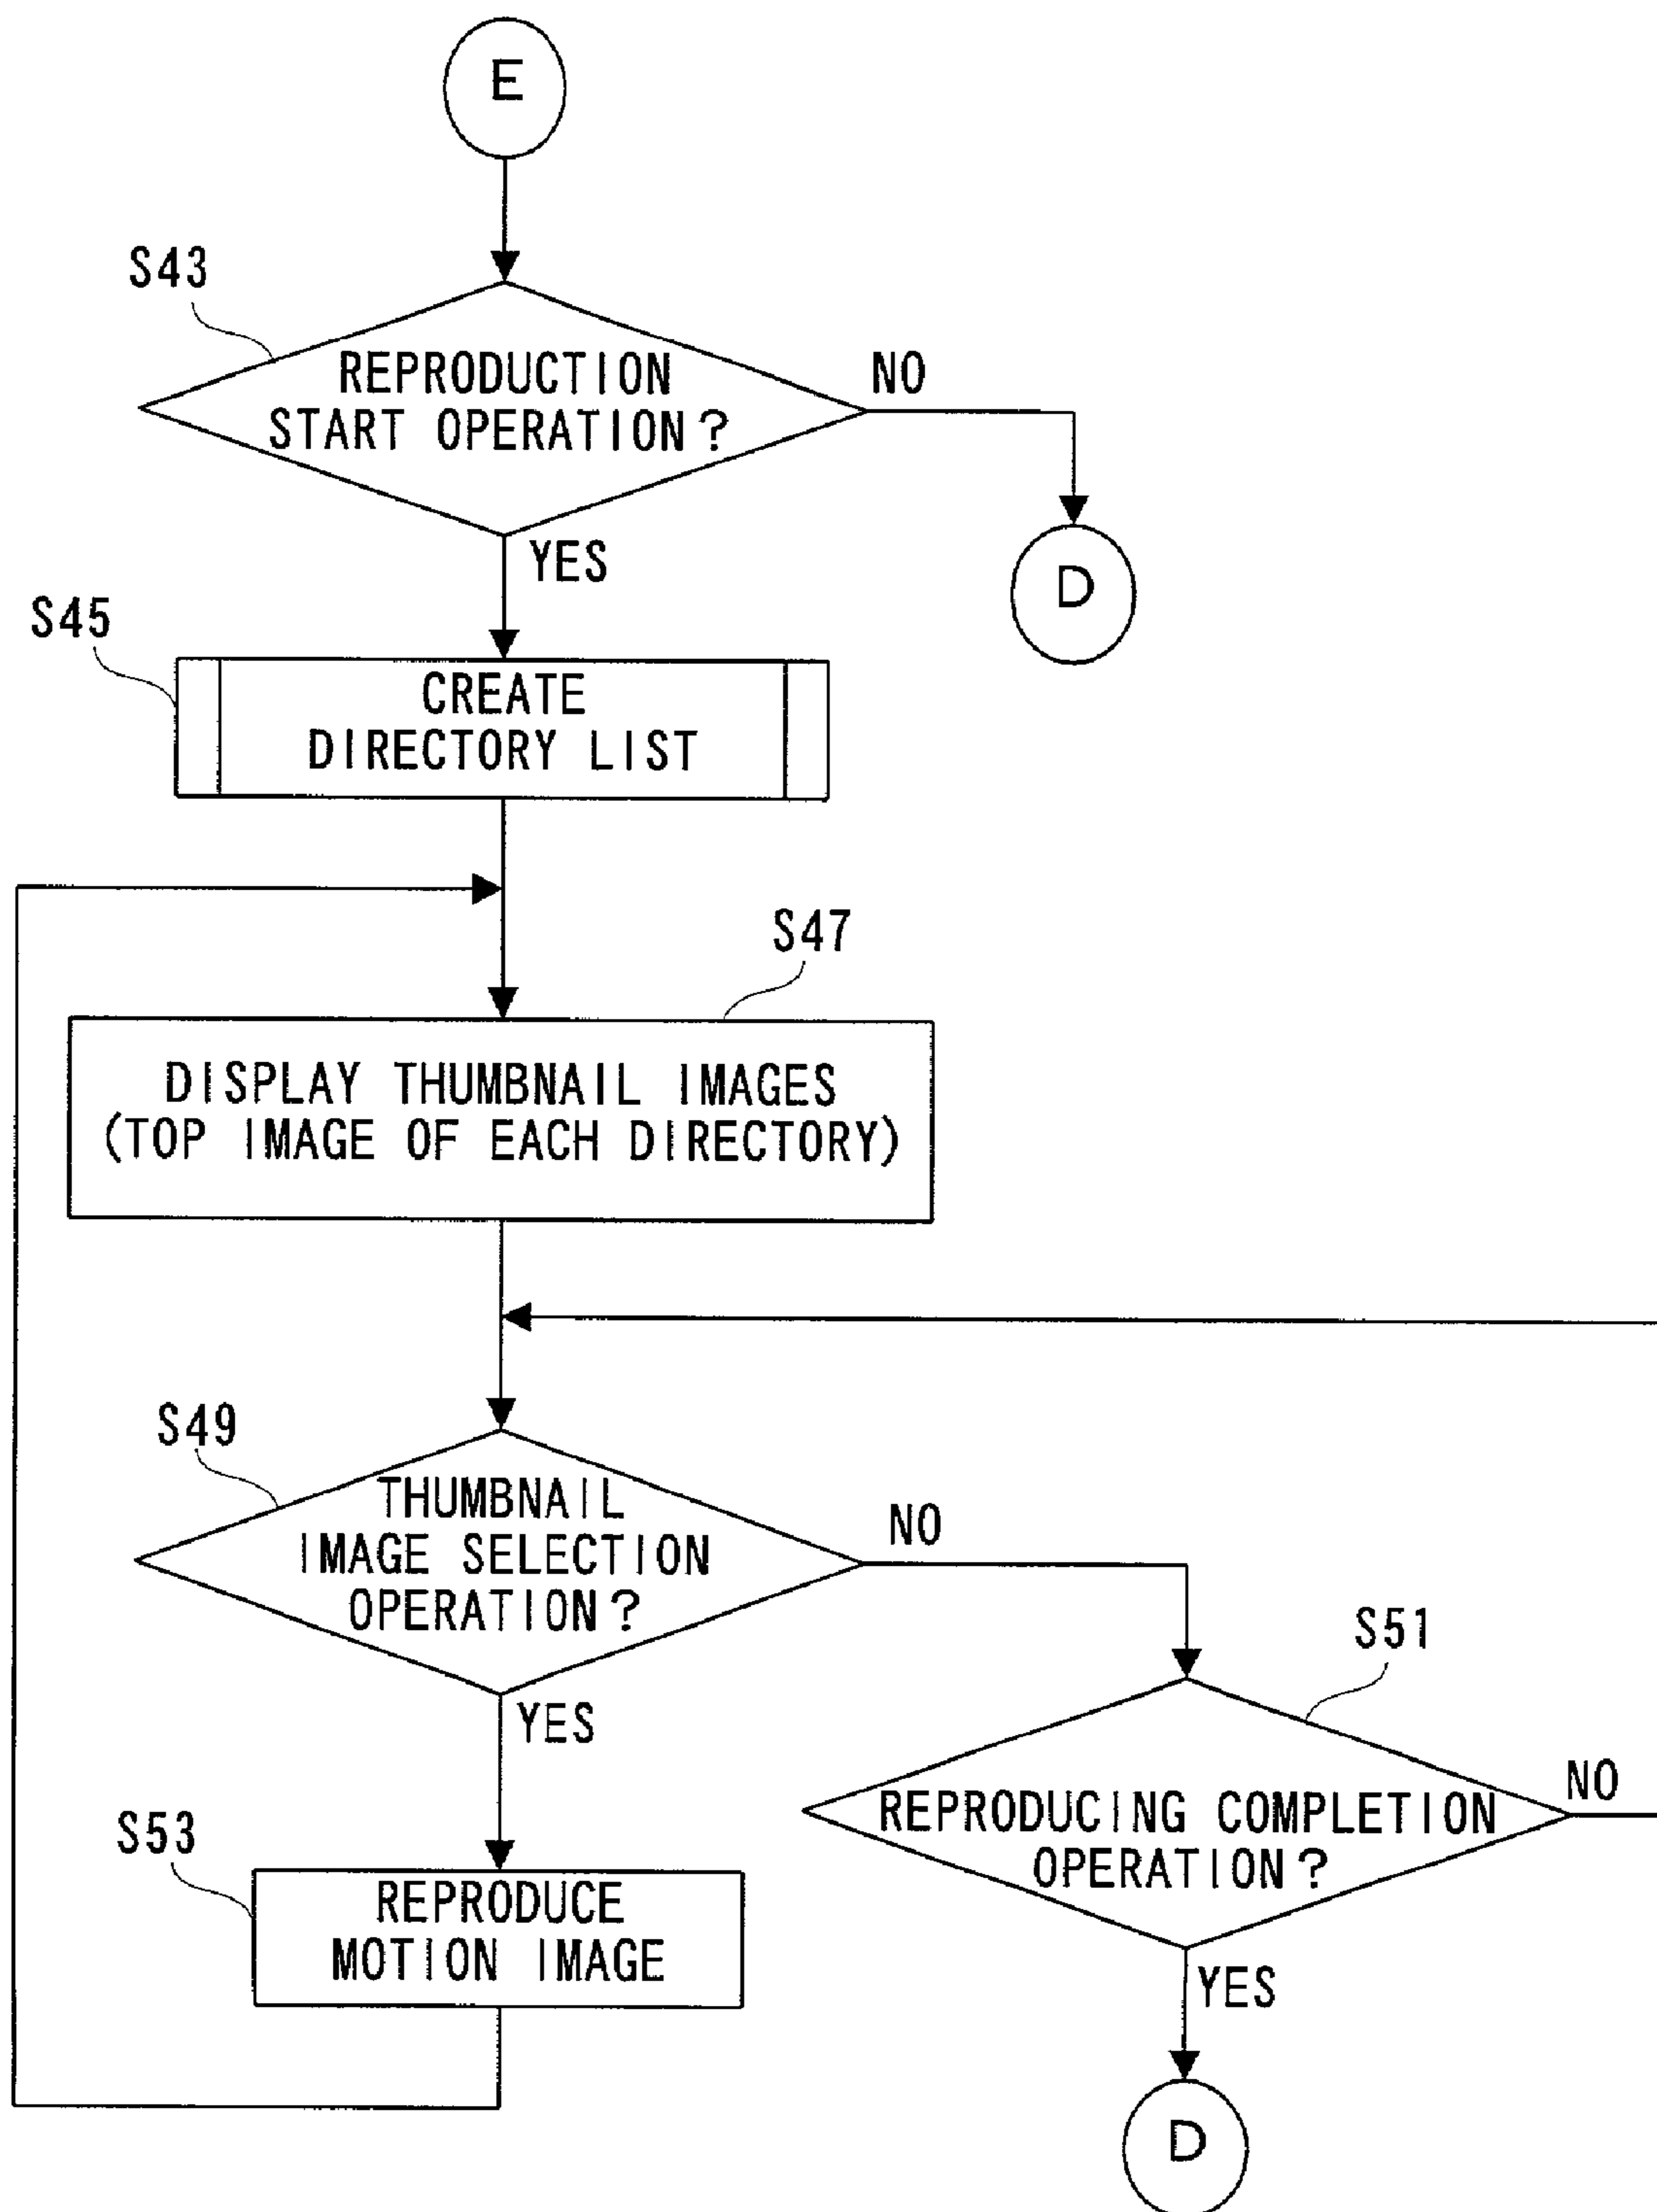 E
S43
REPRODUCTION
START OPERATION?
NO
YES
D
S45
CREATE
DIRECTORY LIST
S47
DISPLAY THUMBNAIL IMAGES
(TOP IMAGE OF EACH DIRECTORY)
S49
THUMBNAIL
IMAGE SELECTION
OPERATION?
NO
YES
S51
REPRODUCING COMPLETION
OPERATION?
NO
YES
S53
REPRODUCE
MOTION IMAGE
D